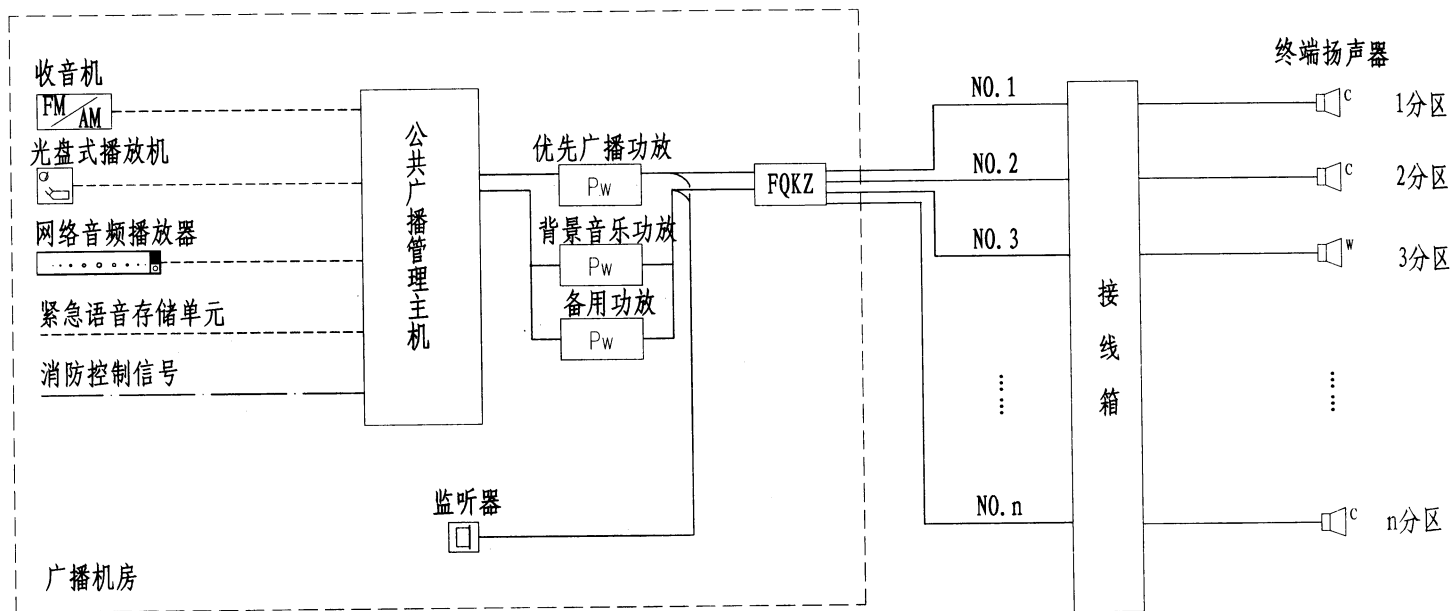 收音机
FM/AM
光盘式播放机
网络音频播放器
紧急语音存储单元
消防控制信号
公共广播管理主机
优先广播功放
Pw
背景音乐功放
Pw
备用功放
Pw
FQKZ
监听器
广播机房
NO.1
NO.2
NO.3
NO.n
接线箱
终端扬声器
C 1分区
C 2分区
W 3分区
C n分区